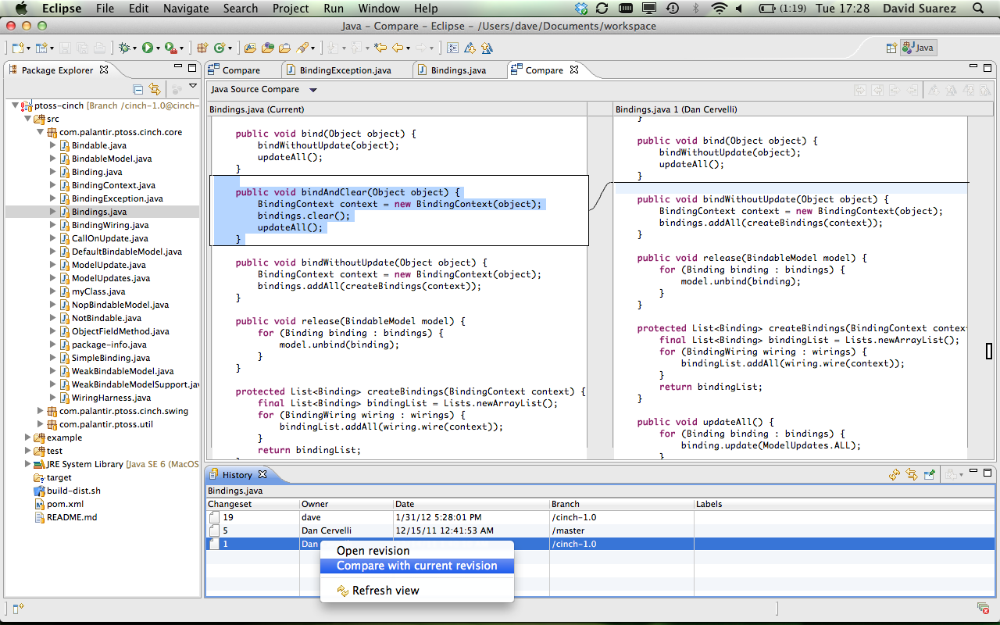 Eclipse File Edit Navigate Search Project Run Window Help (1:19) Tue 17:28 David Suarez
Java – Compare – Eclipse – /Users/dave/Documents/workspace
Java
Package Explorer
ptoss-cinch [Branch /cinch-1.0@cinch-
src
com.palantir.ptoss.cinch.core
Bindable.java
BindableModel.java
Binding.java
BindingContext.java
BindingException.java
Bindings.java
BindingWiring.java
CallOnUpdate.java
DefaultBindableModel.java
ModelUpdate.java
ModelUpdates.java
myClass.java
NopBindableModel.java
NotBindable.java
ObjectFieldMethod.java
package-info.java
SimpleBinding.java
WeakBindableModel.java
WeakBindableModelSupport.jav
WiringHarness.java
com.palantir.ptoss.cinch.swing
com.palantir.ptoss.util
example
test
JRE System Library [Java SE 6 (MacOS
target
build-dist.sh
pom.xml
README.md
Compare BindingException.java Bindings.java Compare
Java Source Compare
Bindings.java (Current)
public void bind(Object object) {
bindWithoutUpdate(object);
updateAll();
}
public void bindAndClear(Object object) {
BindingContext context = new BindingContext(object);
bindings.clear();
updateAll();
}
public void bindWithoutUpdate(Object object) {
BindingContext context = new BindingContext(object);
bindings.addAll(createBindings(context));
}
public void release(BindableModel model) {
for (Binding binding : bindings) {
model.unbind(binding);
}
}
protected List<Binding> createBindings(BindingContext context) {
final List<Binding> bindingList = Lists.newArrayList();
for (BindingWiring wiring : wirings) {
bindingList.addAll(wiring.wire(context));
}
return bindingList;
}
Bindings.java 1 (Dan Cervelli)
}
public void bind(Object object) {
bindWithoutUpdate(object);
updateAll();
}
public void bindWithoutUpdate(Object object) {
BindingContext context = new BindingContext(object);
bindings.addAll(createBindings(context));
}
public void release(BindableModel model) {
for (Binding binding : bindings) {
model.unbind(binding);
}
}
protected List<Binding> createBindings(BindingContext context
final List<Binding> bindingList = Lists.newArrayList();
for (BindingWiring wiring : wirings) {
bindingList.addAll(wiring.wire(context));
}
return bindingList;
}
public void updateAll() {
for (Binding binding : bindings) {
binding.update(ModelUpdates.ALL);
}
History
Bindings.java
Changeset Owner Date Branch Labels
19 dave 1/31/12 5:28:01 PM /cinch-1.0
5 Dan Cervelli 12/15/11 12:41:53 AM /master
1 Dan /cinch-1.0
Open revision
Compare with current revision
Refresh view